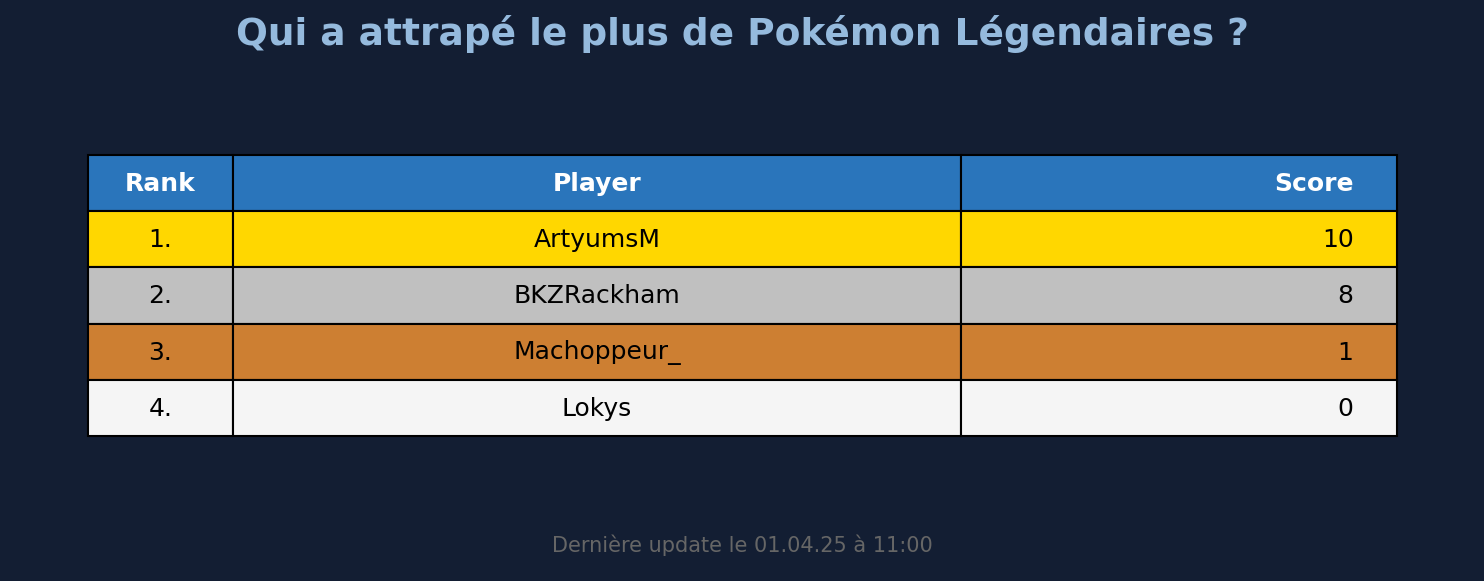 Qui a attrapé le plus de Pokémon Légendaires ?
Rank Player Score
1. ArtyumsM 10
2. BKZRackham 8
3. Machoppeur_ 1
4. Lokys 0
Dernière update le 01.04.25 à 11:00